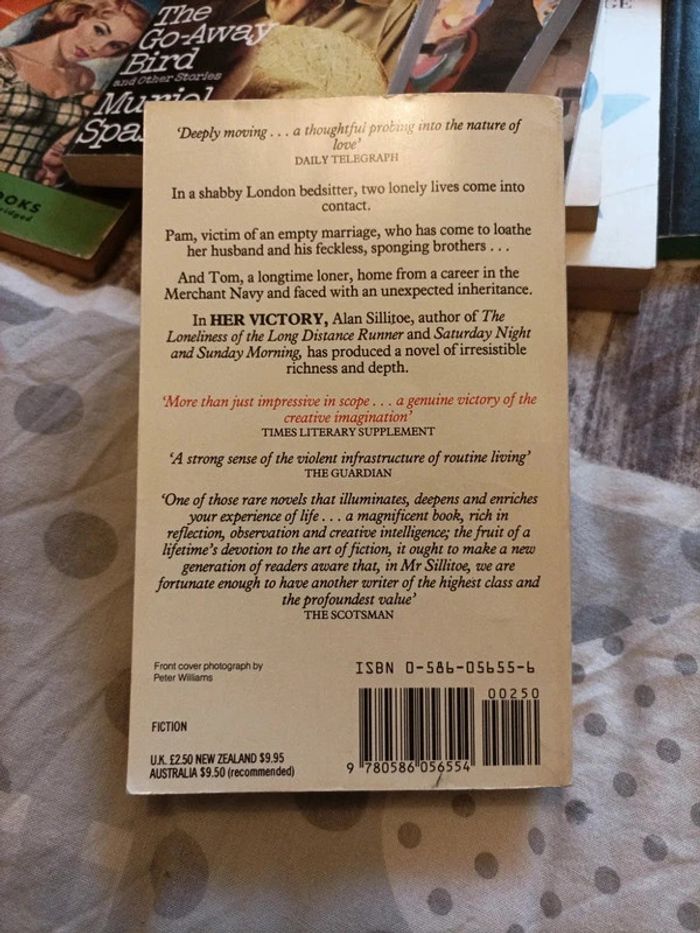 The
Go-Away
Bird
and Other Stories
Muriel
Spa
OOKS
GE
'Deeply moving . . . a thoughtful probing into the nature of
love'
DAILY TELEGRAPH
In a shabby London bedsitter, two lonely lives come into
contact.
Pam, victim of an empty marriage, who has come to loathe
her husband and his feckless, sponging brothers . . .
And Tom, a longtime loner, home from a career in the
Merchant Navy and faced with an unexpected inheritance.
In HER VICTORY, Alan Sillitoe, author of The
Loneliness of the Long Distance Runner and Saturday Night
and Sunday Morning, has produced a novel of irresistible
richness and depth.
'More than just impressive in scope . . . a genuine victory of the
creative imagination'
TIMES LITERARY SUPPLEMENT
'A strong sense of the violent infrastructure of routine living'
THE GUARDIAN
'One of those rare novels that illuminates, deepens and enriches
your experience of life . . . a magnificent book, rich in
reflection, observation and creative intelligence; the fruit of a
lifetime's devotion to the art of fiction, it ought to make a new
generation of readers aware that, in Mr Sillitoe, we are
fortunate enough to have another writer of the highest class and
the profoundest value'
THE SCOTSMAN
Front cover photograph by
Peter Williams
ISBN 0-586-05655-6
00250
FICTION
U.K. £2.50 NEW ZEALAND $9.95
AUSTRALIA $9.50 (recommended)
9 780586 056554